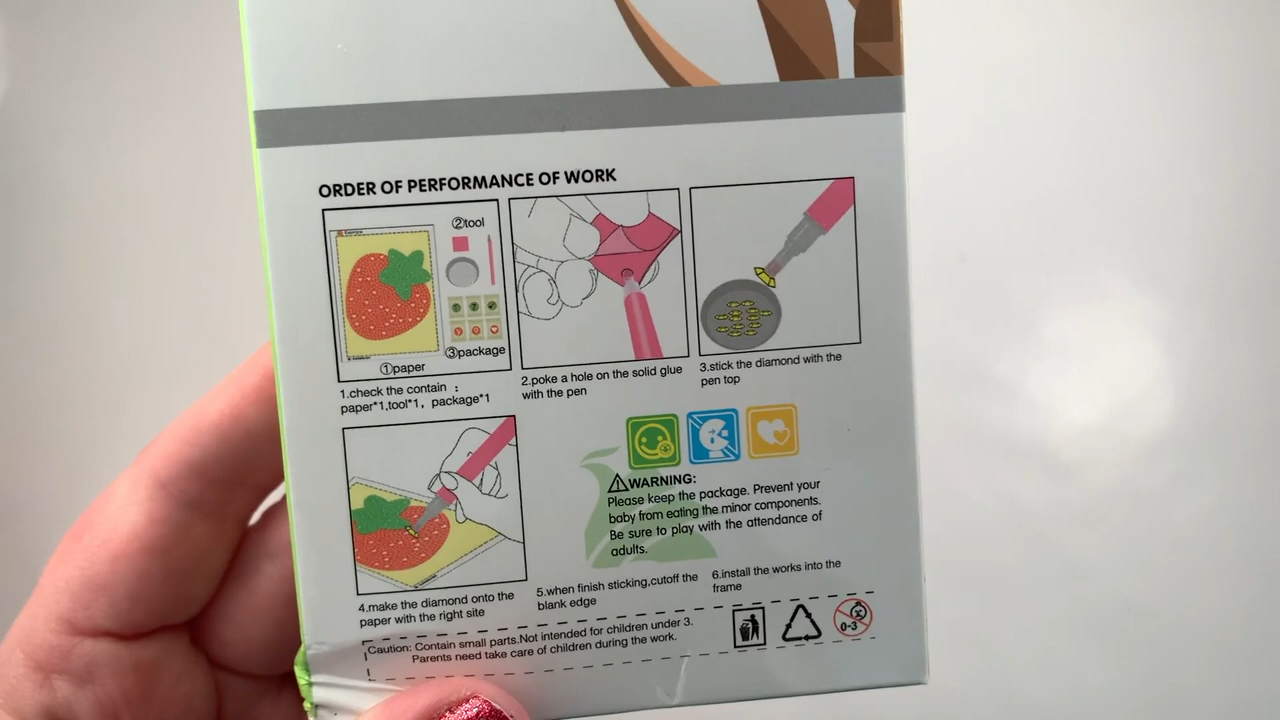 ORDER OF PERFORMANCE OF WORK
②tool
③package
①paper
1.check the contain :
paper*1,tool*1, package*1
2.poke a hole on the solid glue
with the pen
3.stick the diamond with the
pen top
⚠WARNING:
Please keep the package. Prevent your
baby from eating the minor components.
Be sure to play with the attendance of
adults.
4.make the diamond onto the
paper with the right site
5.when finish sticking,cutoff the
blank edge
6.install the works into the
frame
Caution: Contain small parts.Not intended for children under 3.
Parents need take care of children during the work.
0-3